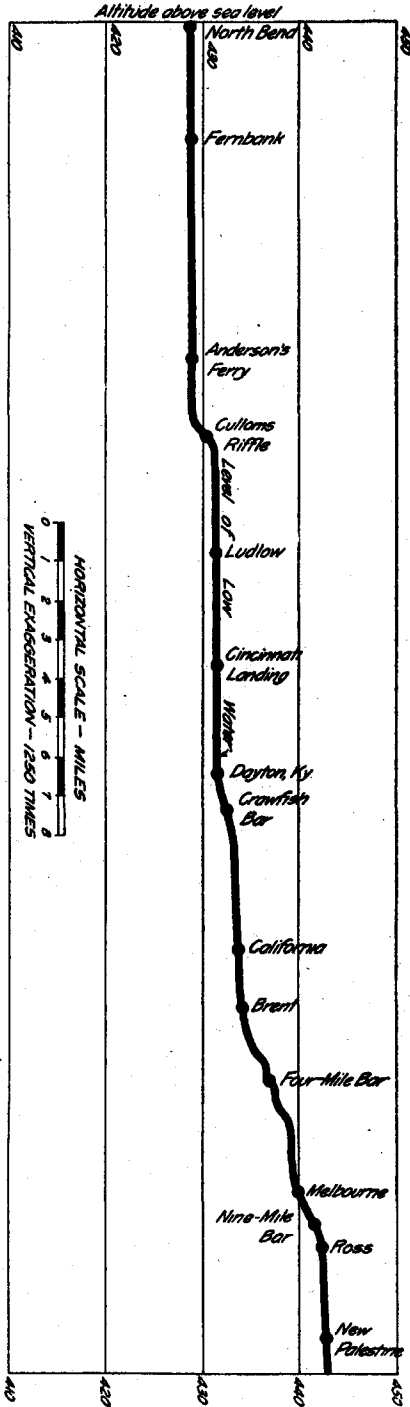 Altitude above sea level
410
420
430
440
450
North Bend
Fernbank
Anderson's
Ferry
Culloms
Riffle
Level of Low Water
Ludlow
Cincinnati
Landing
Dayton, Ky
Crawfish
Bar
California
Brent
Four-Mile Bar
Melbourne
Nine-Mile
Bar
Ross
New
Palestine
HORIZONTAL SCALE – MILES
0 1 2 3 4 5 6 7 8
VERTICAL EXAGGERATION – 1250 TIMES
410
420
430
440
450